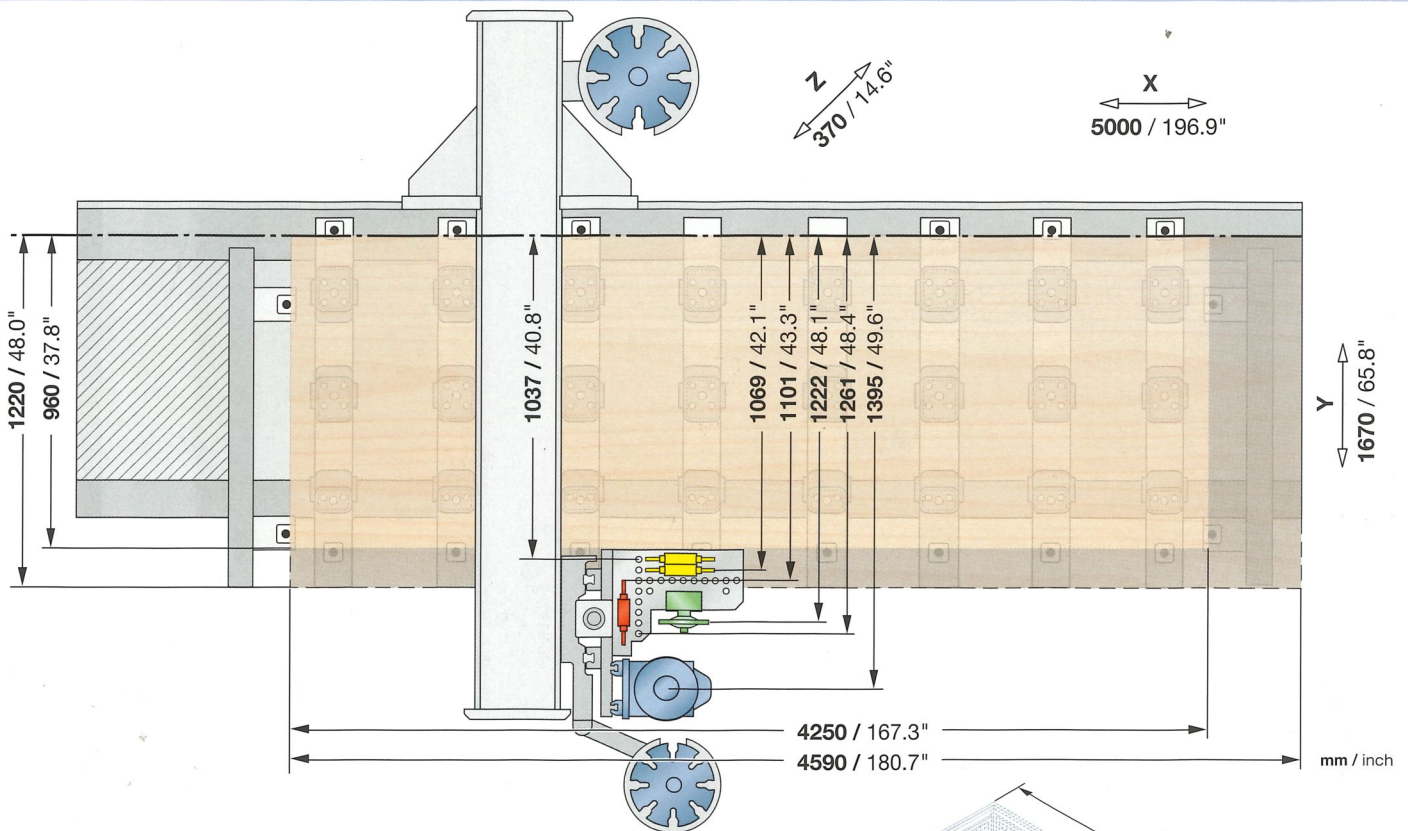 Z
370 / 14.6"
X
5000 / 196.9"
1220 / 48.0"
960 / 37.8"
1037 / 40.8"
1069 / 42.1"
1101 / 43.3"
1222 / 48.1"
1261 / 48.4"
1395 / 49.6"
Y
1670 / 65.8"
4250 / 167.3"
4590 / 180.7"
mm / inch